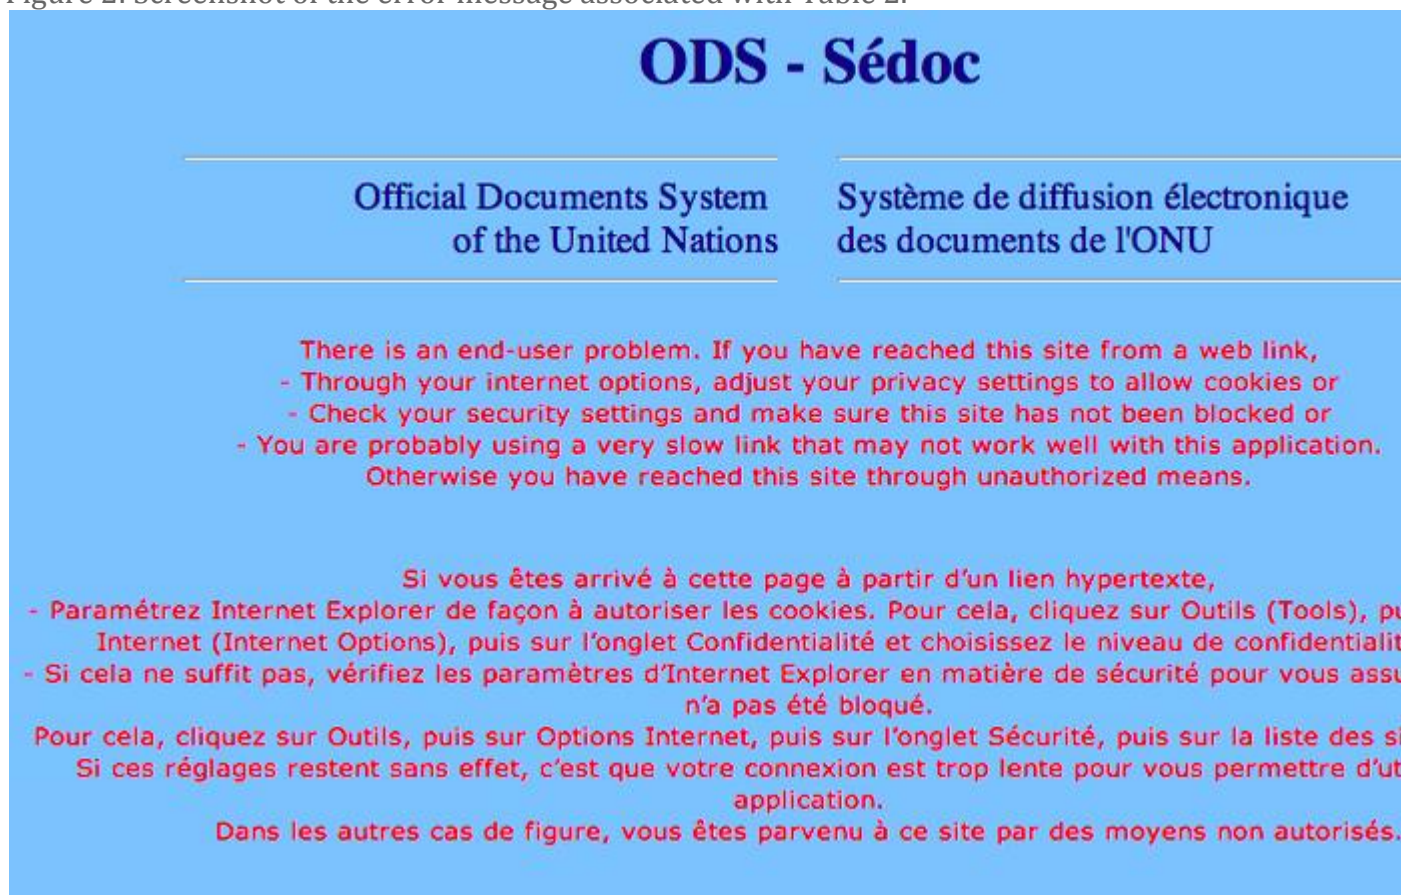 Figure 2. Screenshot of the error message associated with Table 2.
ODS - Sédoc
Official Documents System
of the United Nations
Système de diffusion électronique
des documents de l'ONU
There is an end-user problem. If you have reached this site from a web link,
- Through your internet options, adjust your privacy settings to allow cookies or
- Check your security settings and make sure this site has not been blocked or
- You are probably using a very slow link that may not work well with this application.
Otherwise you have reached this site through unauthorized means.
Si vous êtes arrivé à cette page à partir d'un lien hypertexte,
- Paramétrez Internet Explorer de façon à autoriser les cookies. Pour cela, cliquez sur Outils (Tools),
Internet (Internet Options), puis sur l'onglet Confidentialité et choisissez le niveau de
- Si cela ne suffit pas, vérifiez les paramètres d'Internet Explorer en matière de sécurité pour vous
n'a pas été bloqué.
Pour cela, cliquez sur Outils, puis sur Options Internet, puis sur l'onglet Sécurité, puis sur la liste des
Si ces réglages restent sans effet, c'est que votre connexion est trop lente pour vous permettre
application.
Dans les autres cas de figure, vous êtes parvenu à ce site par des moyens non autorisés.